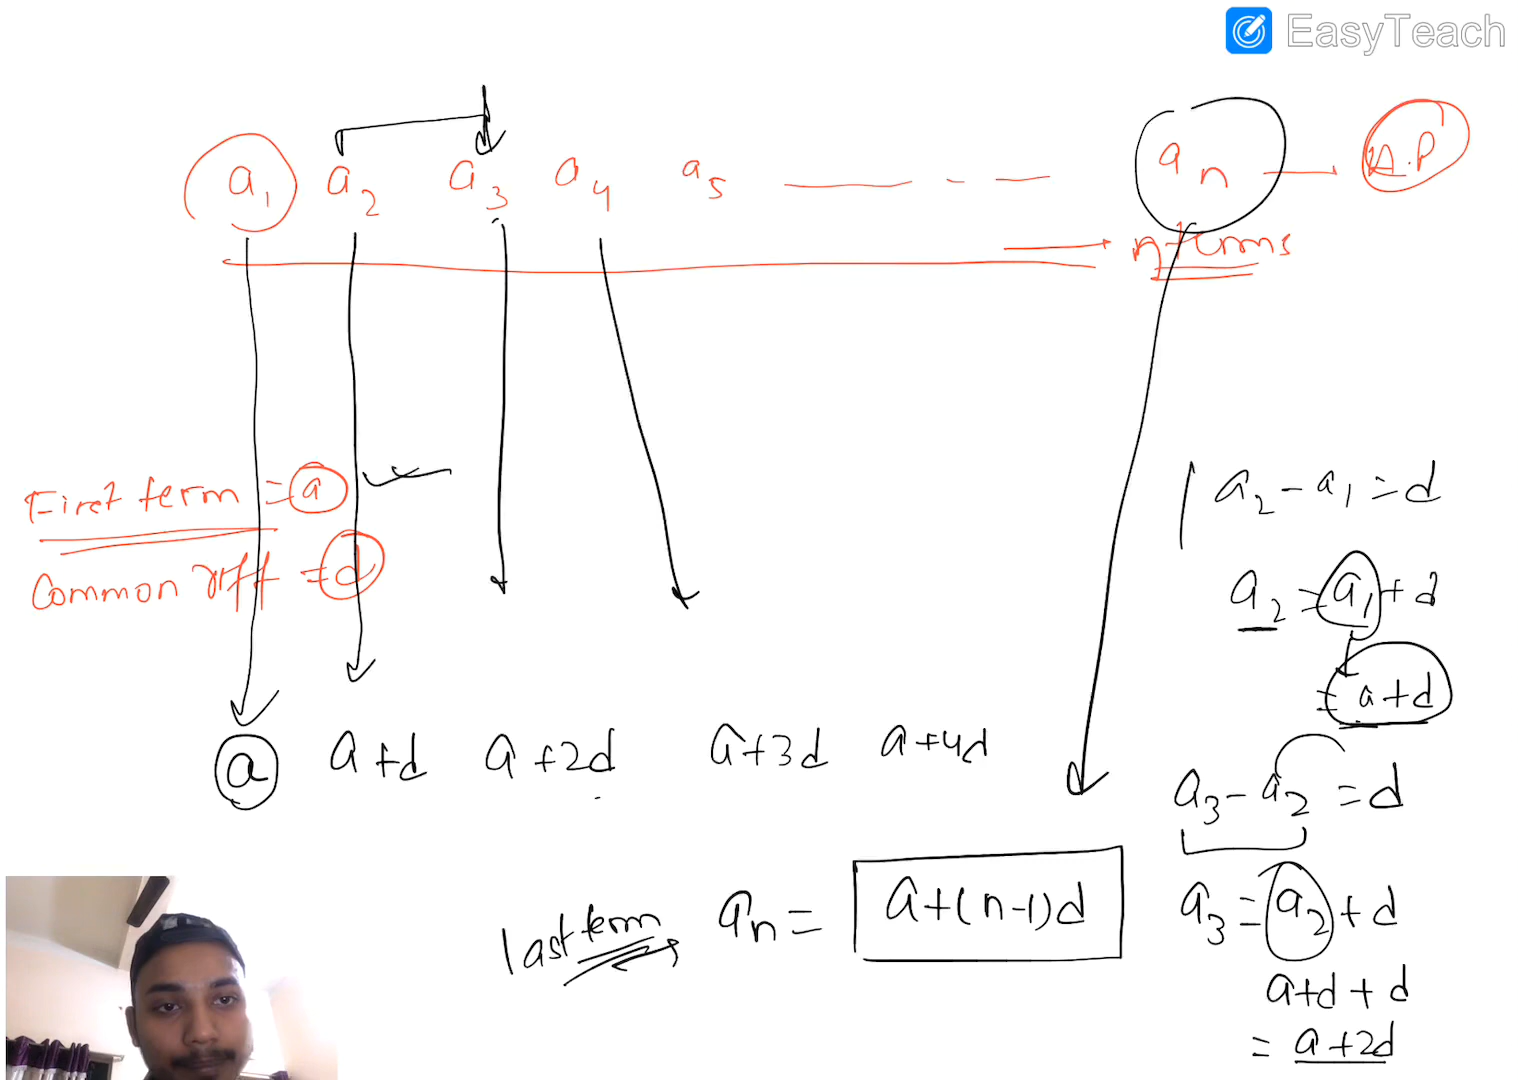 EasyTeach
a₁ a₂ a₃ a₄ a₅ ——— - — aₙ → A.P
→ n terms
First term = a
Common diff = d
a a+d a+2d a+3d a+4d
last term aₙ = a+(n-1)d
a₂-a₁=d
a₂=a₁+d
=a+d
a₃-a₂=d
a₃=a₂+d
a+d+d
=a+2d